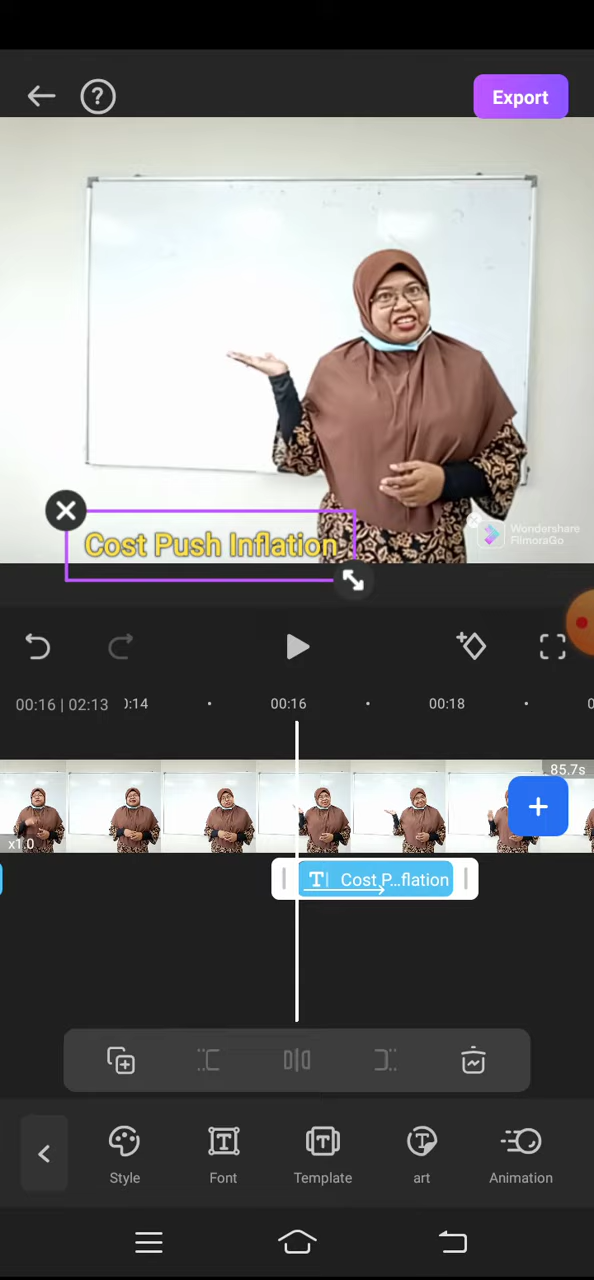 Export
Cost Push Inflation
Wondershare
FilmoraGo
00:16 | 02:13
):14
00:16
00:18
0
85.7s
x1.0
Cost P...flation
Style
Font
Template
art
Animation